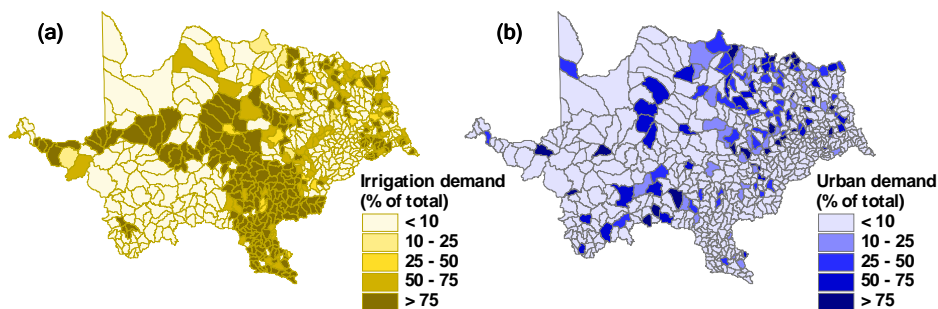 (a)
Irrigation demand
(% of total)
< 10
10 - 25
25 - 50
50 - 75
> 75
(b)
Urban demand
(% of total)
< 10
10 - 25
25 - 50
50 - 75
> 75